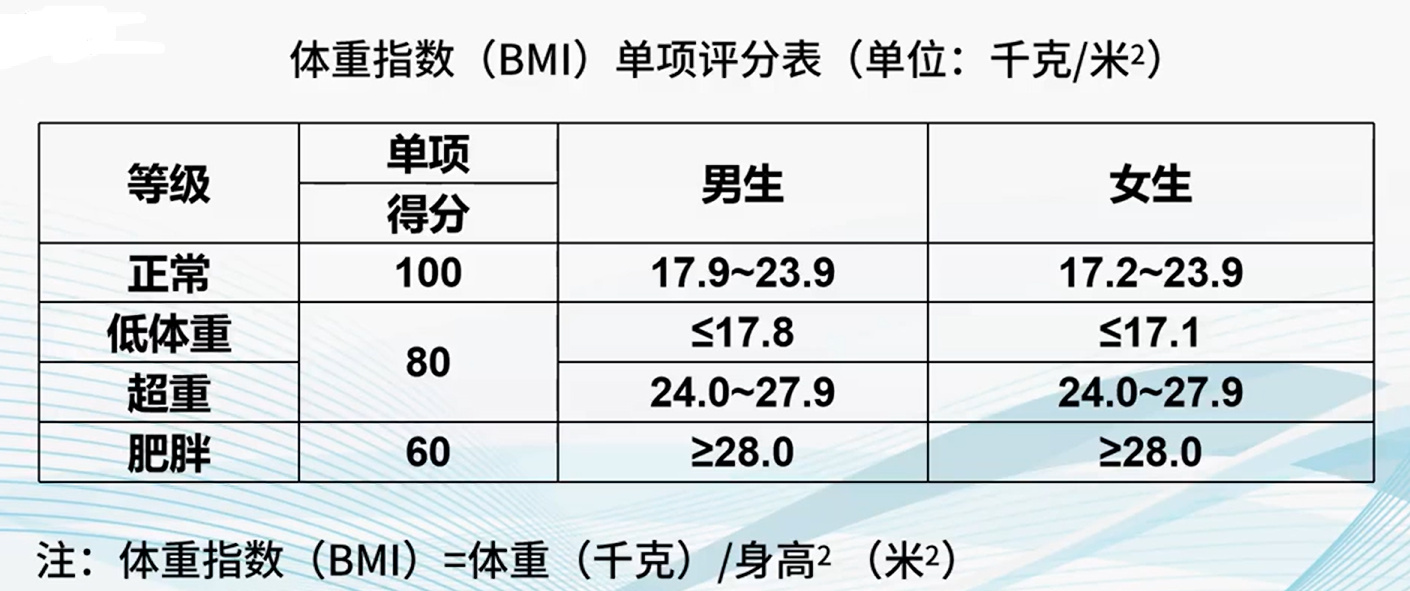 体重指数（BMI）单项评分表（单位：千克/米²）
等级 单项 男生 女生
得分
正常 100 17.9~23.9 17.2~23.9
低体重 ≤17.8 ≤17.1
80
超重 24.0~27.9 24.0~27.9
肥胖 60 ≥28.0 ≥28.0
注：体重指数（BMI）=体重（千克）/身高²（米²）